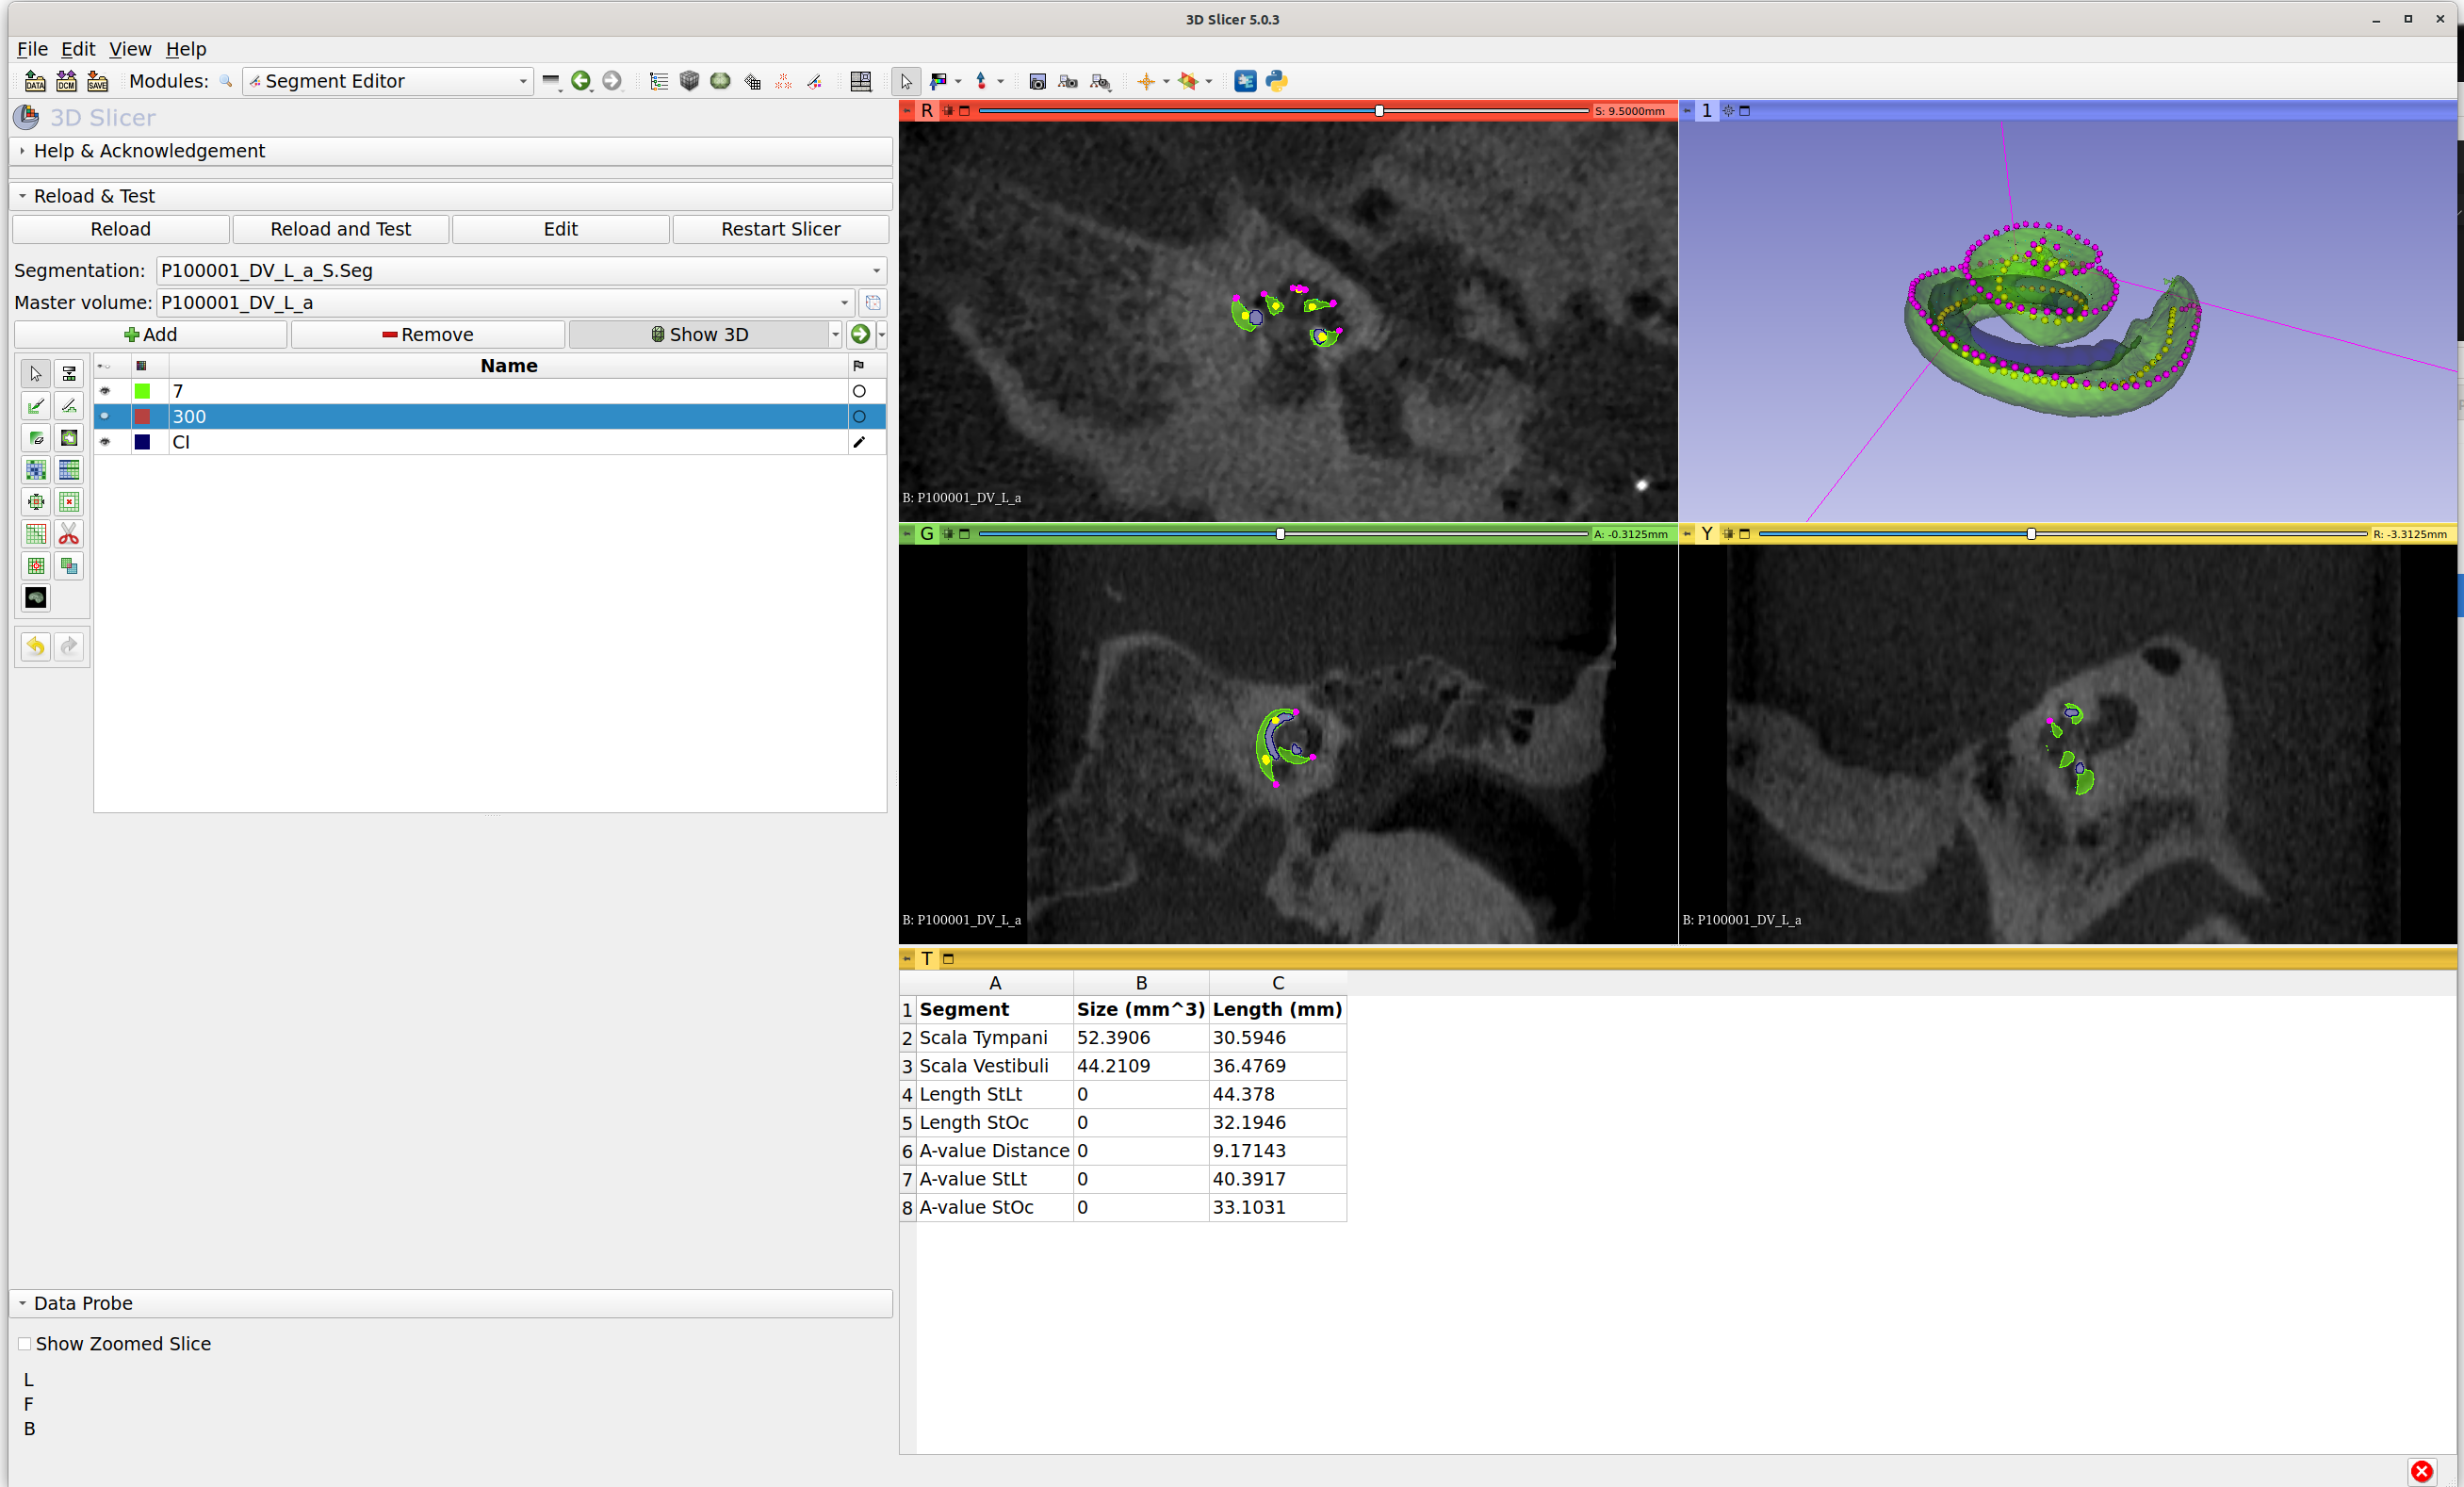 3D Slicer 5.0.3
File Edit View Help
DATA DCM SAVE Modules: Segment Editor
3D Slicer
Help & Acknowledgement
Reload & Test
Reload Reload and Test Edit Restart Slicer
Segmentation: P100001_DV_L_a_S.Seg
Master volume: P100001_DV_L_a
Add Remove Show 3D
Name
7
300
CI
Data Probe
Show Zoomed Slice
L
F
B
R S: 9.5000mm
B: P100001_DV_L_a
1
G A: -0.3125mm
B: P100001_DV_L_a
Y R: -3.3125mm
B: P100001_DV_L_a
T
A B C
1 Segment Size (mm^3) Length (mm)
2 Scala Tympani 52.3906 30.5946
3 Scala Vestibuli 44.2109 36.4769
4 Length StLt 0 44.378
5 Length StOc 0 32.1946
6 A-value Distance 0 9.17143
7 A-value StLt 0 40.3917
8 A-value StOc 0 33.1031